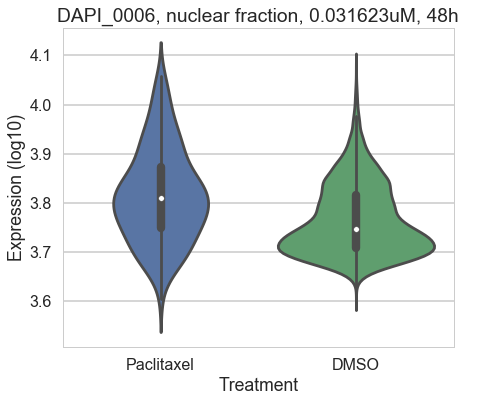 DAPI_0006, nuclear fraction, 0.031623uM, 48h
4.1
4.0
3.9
3.8
3.7
3.6
Expression (log10)
Paclitaxel
DMSO
Treatment